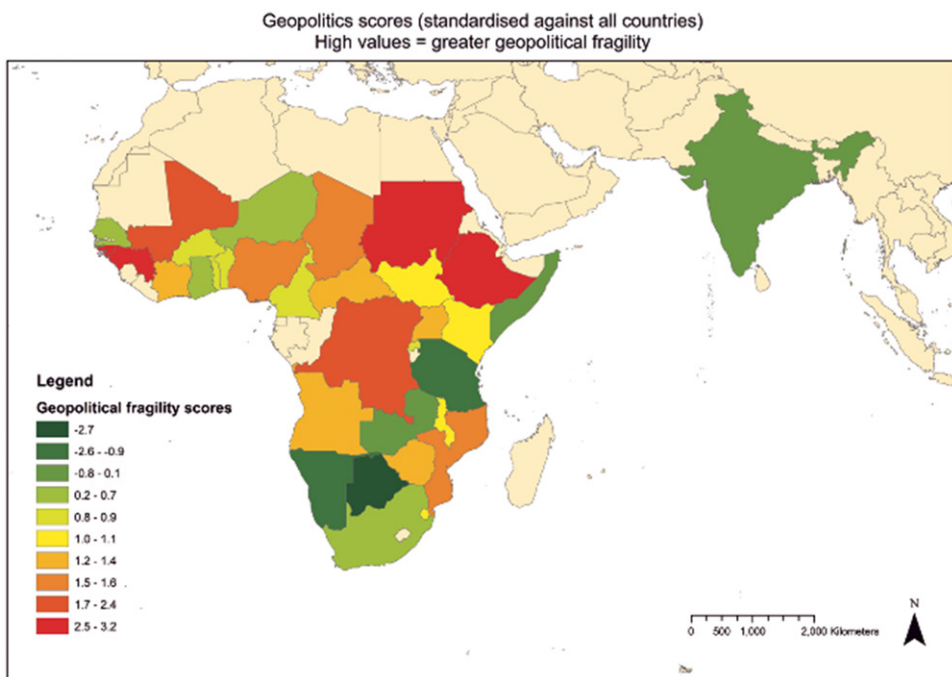 Geopolitics scores (standardised against all countries)
High values = greater geopolitical fragility
Legend
Geopolitical fragility scores
-2.7
-2.6 - -0.9
-0.8 - 0.1
0.2 - 0.7
0.8 - 0.9
1.0 - 1.1
1.2 - 1.4
1.5 - 1.6
1.7 - 2.4
2.5 - 3.2
N
0 500 1,000 2,000 Kilometers